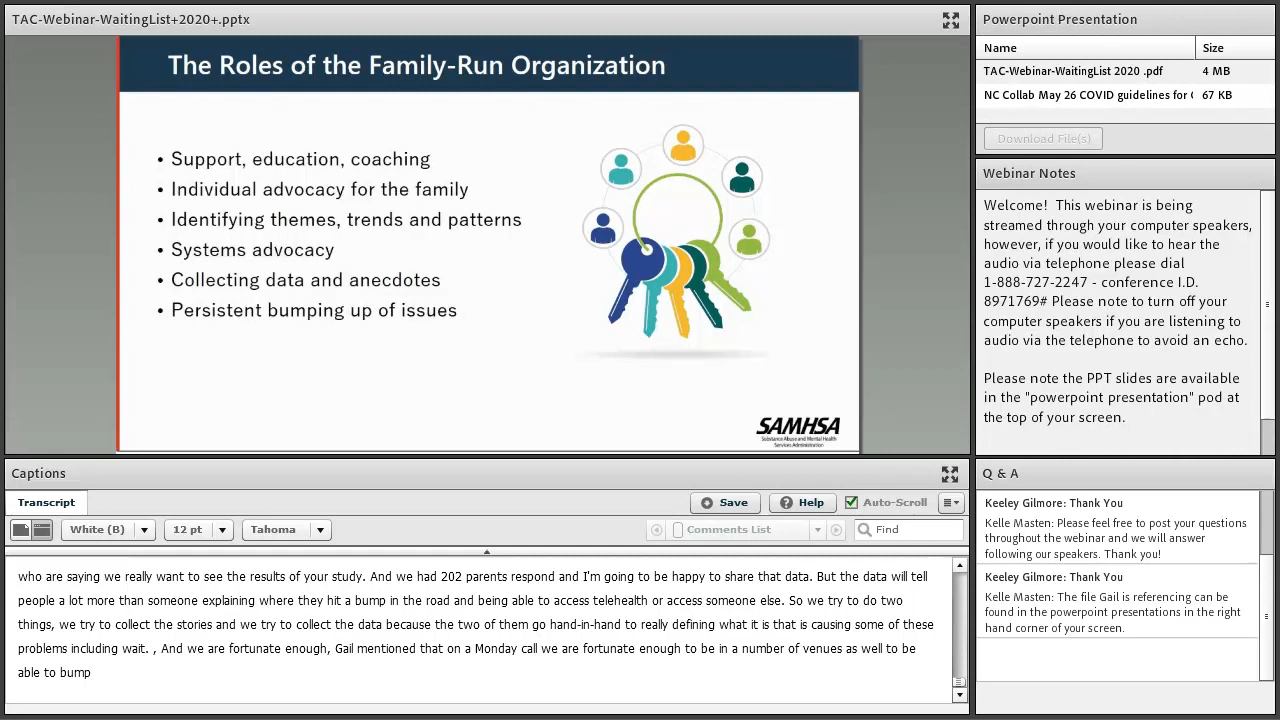 TAC-Webinar-WaitingList+2020+.pptx
The Roles of the Family-Run Organization
• Support, education, coaching
• Individual advocacy for the family
• Identifying themes, trends and patterns
• Systems advocacy
• Collecting data and anecdotes
• Persistent bumping up of issues
SAMHSA
Substance Abuse and Mental Health
Services Administration
Powerpoint Presentation
Name Size
TAC-Webinar-WaitingList 2020 .pdf 4 MB
NC Collab May 26 COVID guidelines for 67 KB
Download File(s)
Webinar Notes
Welcome! This webinar is being
streamed through your computer speakers,
however, if you would like to hear the
audio via telephone please dial
1-888-727-2247 - conference I.D.
8971769# Please note to turn off your
computer speakers if you are listening to
audio via the telephone to avoid an echo.
Please note the PPT slides are available
in the "powerpoint presentation" pod at
the top of your screen.
Captions
Transcript Save Help Auto-Scroll
White (B) 12 pt Tahoma Comments List Find
who are saying we really want to see the results of your study. And we had 202 parents respond and I'm going to be happy to share that data. But the data will tell
people a lot more than someone explaining where they hit a bump in the road and being able to access telehealth or access someone else. So we try to do two
things, we try to collect the stories and we try to collect the data because the two of them go hand-in-hand to really defining what it is that is causing some of these
problems including wait. , And we are fortunate enough, Gail mentioned that on a Monday call we are fortunate enough to be in a number of venues as well to be
able to bump
Q & A
Keeley Gilmore: Thank You
Kelle Masten: Please feel free to post your questions
throughout the webinar and we will answer
following our speakers. Thank you!
Keeley Gilmore: Thank You
Kelle Masten: The file Gail is referencing can be
found in the powerpoint presentations in the right
hand corner of your screen.